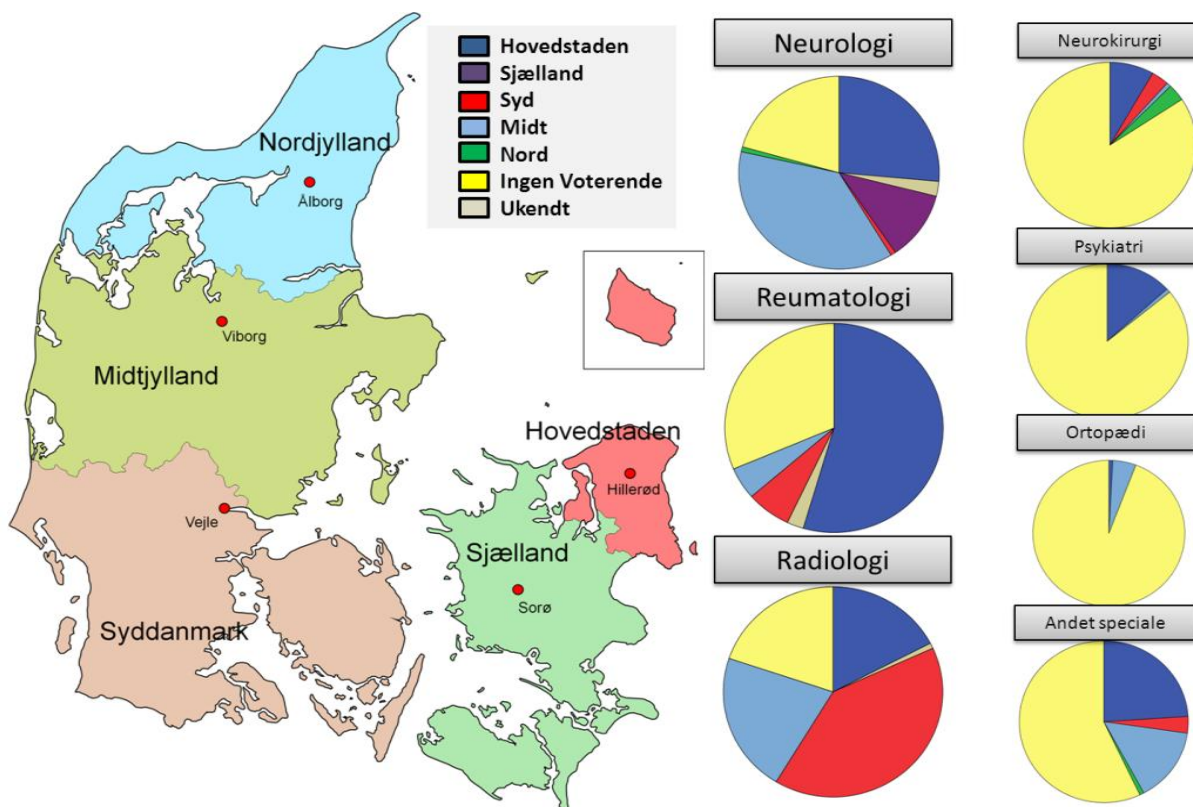 Nordjylland
Ålborg
Viborg
Midtjylland
Hovedstaden
Hillerød
Vejle
Sjælland
Sorø
Syddanmark
Hovedstaden
Sjælland
Syd
Midt
Nord
Ingen Voterende
Ukendt
Neurologi
Reumatologi
Radiologi
Neurokirurgi
Psykiatri
Ortopædi
Andet speciale